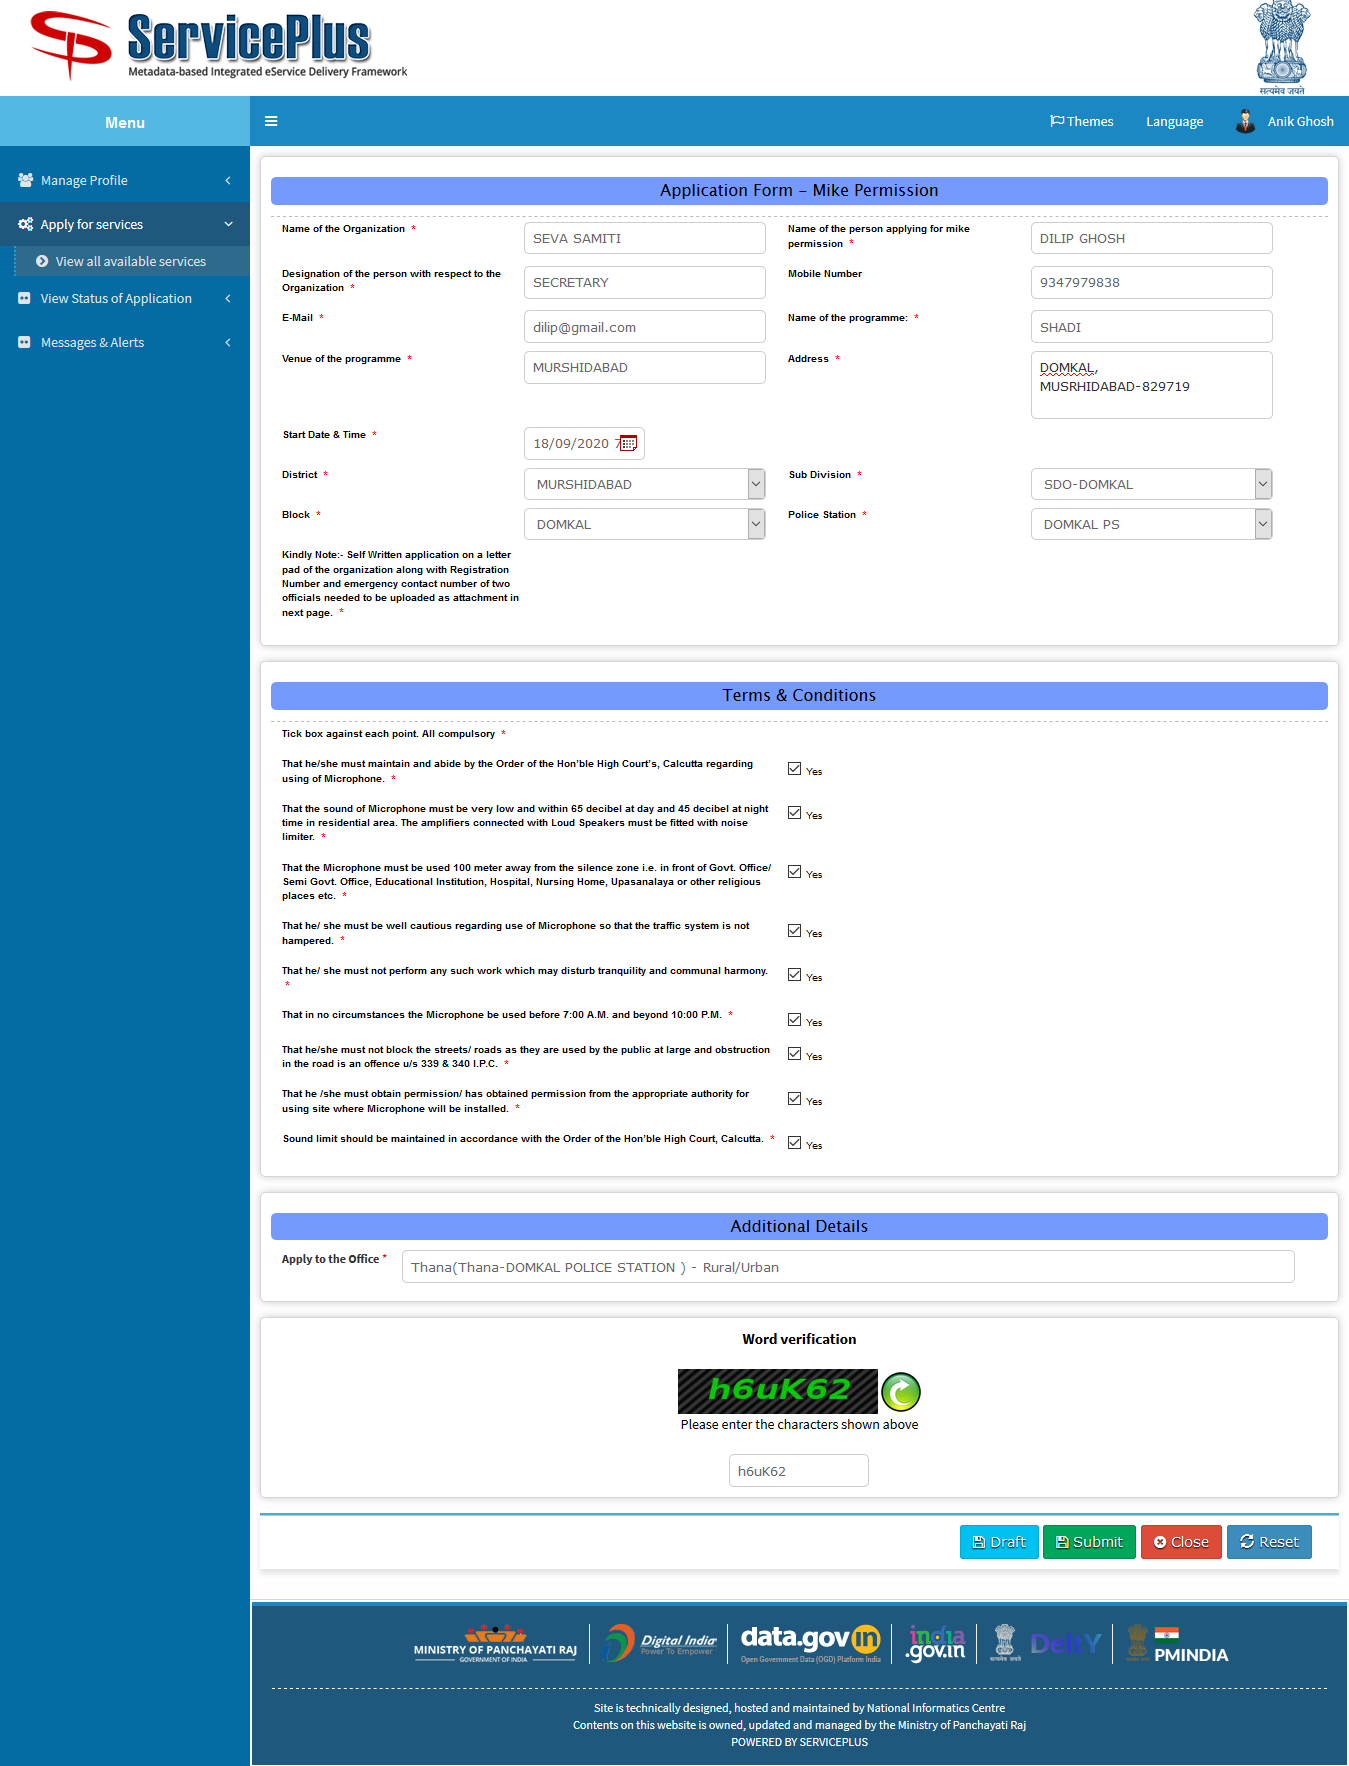 ServicePlus
Metadata-based Integrated eService Delivery Framework
सत्यमेव जयते
Menu
Themes
Language
Anik Ghosh
Manage Profile
Apply for services
View all available services
View Status of Application
Messages & Alerts
Application Form – Mike Permission
Name of the Organization *
SEVA SAMITI
Name of the person applying for mike
permission *
DILIP GHOSH
Designation of the person with respect to the
Organization *
SECRETARY
Mobile Number
9347979838
E-Mail *
dilip@gmail.com
Name of the programme: *
SHADI
Venue of the programme *
MURSHIDABAD
Address *
DOMKAL,
MUSRHIDABAD-829719
Start Date & Time *
18/09/2020 7
District *
MURSHIDABAD
Sub Division *
SDO-DOMKAL
Block *
DOMKAL
Police Station *
DOMKAL PS
Kindly Note:- Self Written application on a letter
pad of the organization along with Registration
Number and emergency contact number of two
officials needed to be uploaded as attachment in
next page. *
Terms & Conditions
Tick box against each point. All compulsory *
That he/she must maintain and abide by the Order of the Hon'ble High Court's, Calcutta regarding
using of Microphone. *
Yes
That the sound of Microphone must be very low and within 65 decibel at day and 45 decibel at night
time in residential area. The amplifiers connected with Loud Speakers must be fitted with noise
limiter. *
Yes
That the Microphone must be used 100 meter away from the silence zone i.e. in front of Govt. Office/
Semi Govt. Office, Educational Institution, Hospital, Nursing Home, Upasanalaya or other religious
places etc. *
Yes
That he/ she must be well cautious regarding use of Microphone so that the traffic system is not
hampered. *
Yes
That he/ she must not perform any such work which may disturb tranquility and communal harmony.
*
Yes
That in no circumstances the Microphone be used before 7:00 A.M. and beyond 10:00 P.M. *
Yes
That he/she must not block the streets/ roads as they are used by the public at large and obstruction
in the road is an offence u/s 339 & 340 I.P.C. *
Yes
That he /she must obtain permission/ has obtained permission from the appropriate authority for
using site where Microphone will be installed. *
Yes
Sound limit should be maintained in accordance with the Order of the Hon'ble High Court, Calcutta. *
Yes
Additional Details
Apply to the Office *
Thana(Thana-DOMKAL POLICE STATION ) - Rural/Urban
Word verification
h6uK62
Please enter the characters shown above
h6uK62
Draft
Submit
Close
Reset
MINISTRY OF PANCHAYATI RAJ
GOVERNMENT OF INDIA
Digital India
Power To Empower
data.gov in
Open Government Data (OGD) Platform India
india
.gov.in
सत्यमेव जयते
DeitY
PMINDIA
Site is technically designed, hosted and maintained by National Informatics Centre
Contents on this website is owned, updated and managed by the Ministry of Panchayati Raj
POWERED BY SERVICEPLUS